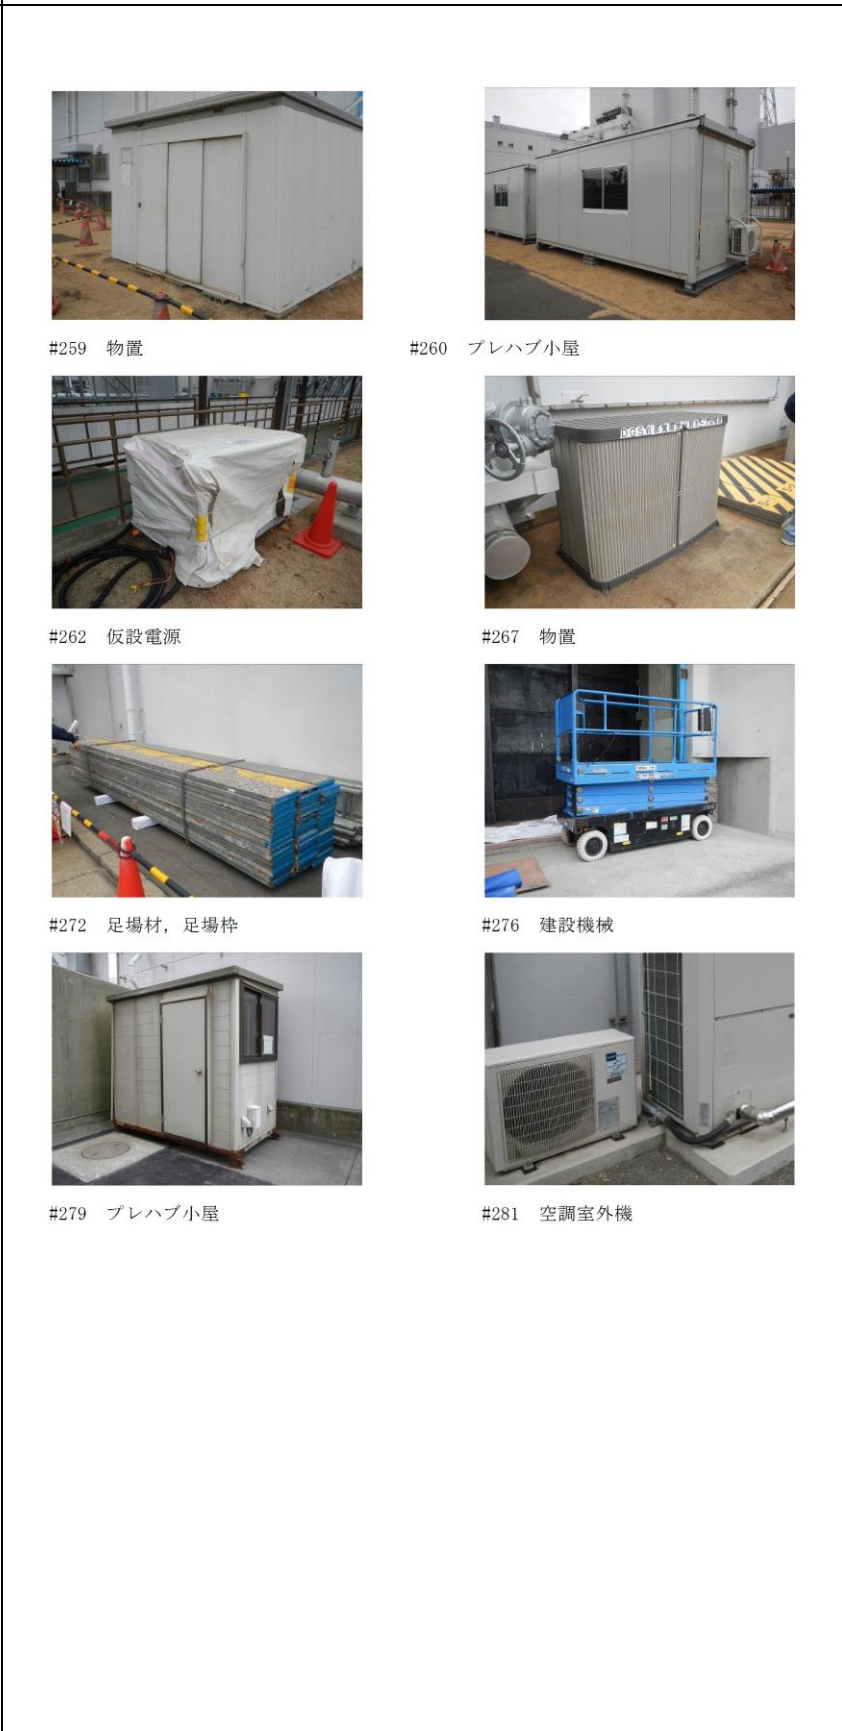 #259 物置
#260 プレハブ小屋
#262 仮設電源
#267 物置
#272 足場材，足場枠
#276 建設機械
#279 プレハブ小屋
#281 空調室外機